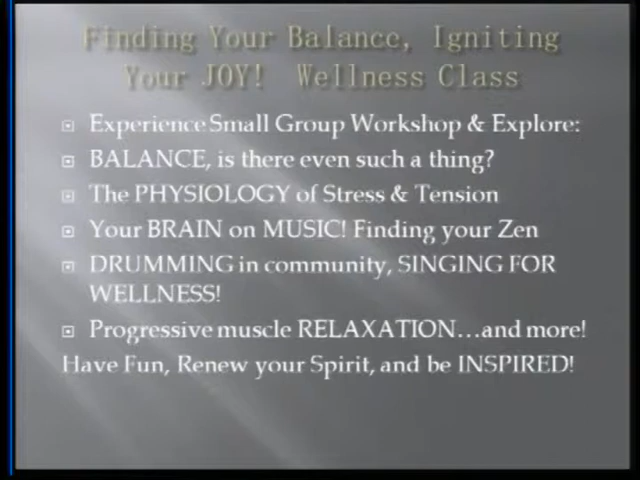 Finding Your Balance, Igniting
Your JOY! Wellness Class
Experience Small Group Workshop & Explore:
BALANCE, is there even such a thing?
The PHYSIOLOGY of Stress & Tension
Your BRAIN on MUSIC! Finding your Zen
DRUMMING in community, SINGING FOR
WELLNESS!
Progressive muscle RELAXATION…and more!
Have Fun, Renew your Spirit, and be INSPIRED!